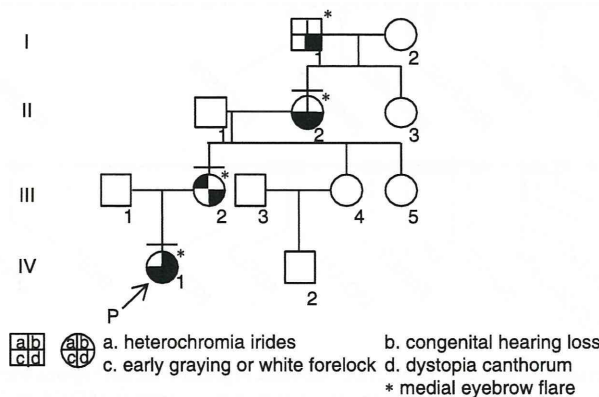 I
*
1
2
II
*
1
2
3
III
*
1
2
3
4
5
IV
*
1
2
P
a b a b a. heterochromia irides b. congenital hearing loss
c d c d c. early graying or white forelock d. dystopia canthorum
* medial eyebrow flare